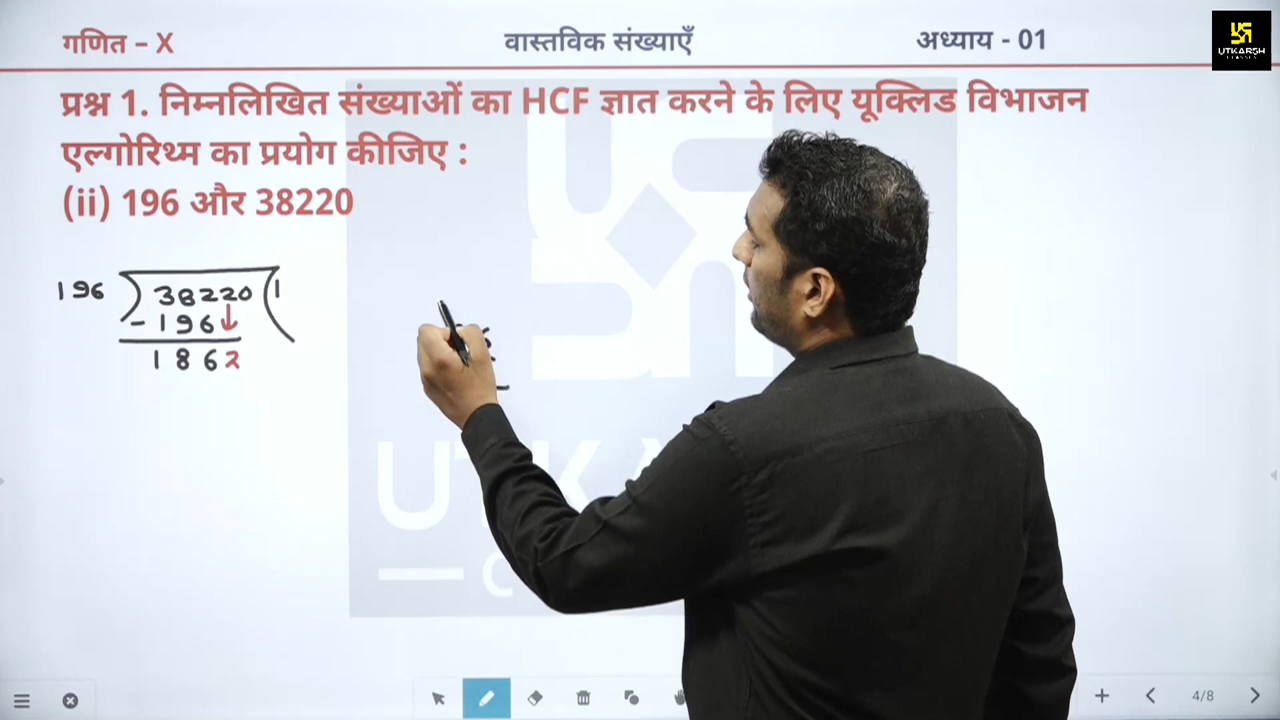 गणित – X
वास्तविक संख्याएँ
अध्याय - 01
UTKARSH
CLASSES
प्रश्न 1. निम्नलिखित संख्याओं का HCF ज्ञात करने के लिए यूक्लिड विभाजन
एल्गोरिथ्म का प्रयोग कीजिए :
(ii) 196 और 38220
196 ) 38220 ( 1
- 196 ↓
1862
4/8